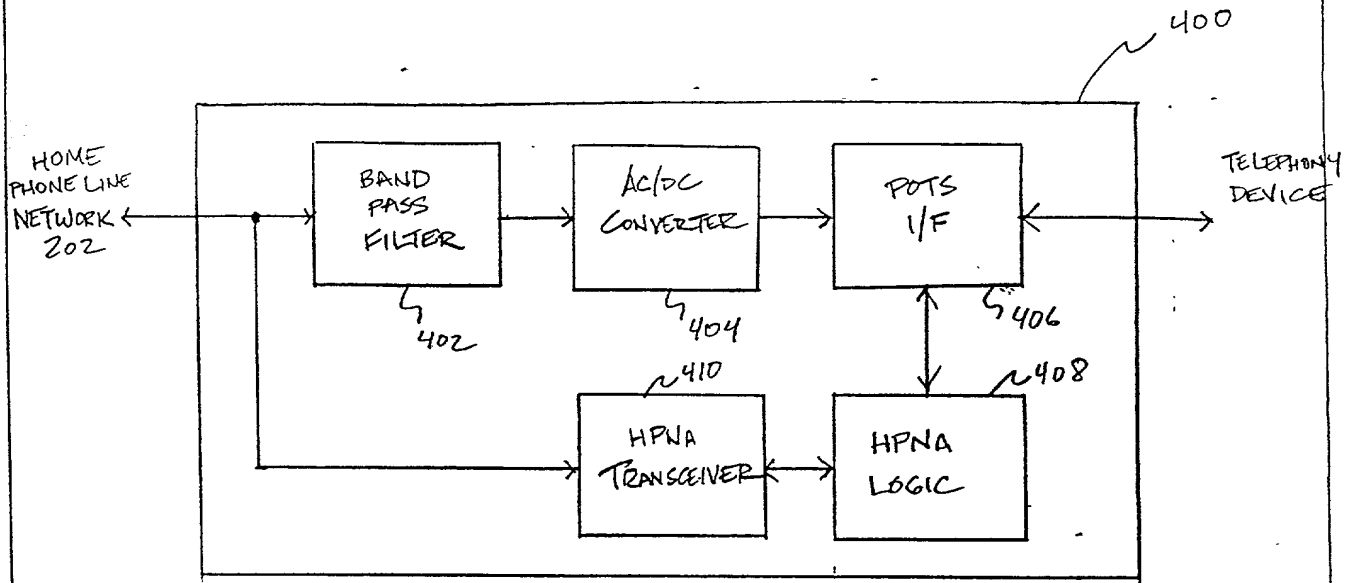 400
HOME
PHONE LINE
NETWORK
202
BAND
PASS
FILTER
402
AC/DC
CONVERTER
404
POTS
I/F
406
TELEPHONY
DEVICE
410
HPNA
TRANSCEIVER
408
HPNA
LOGIC